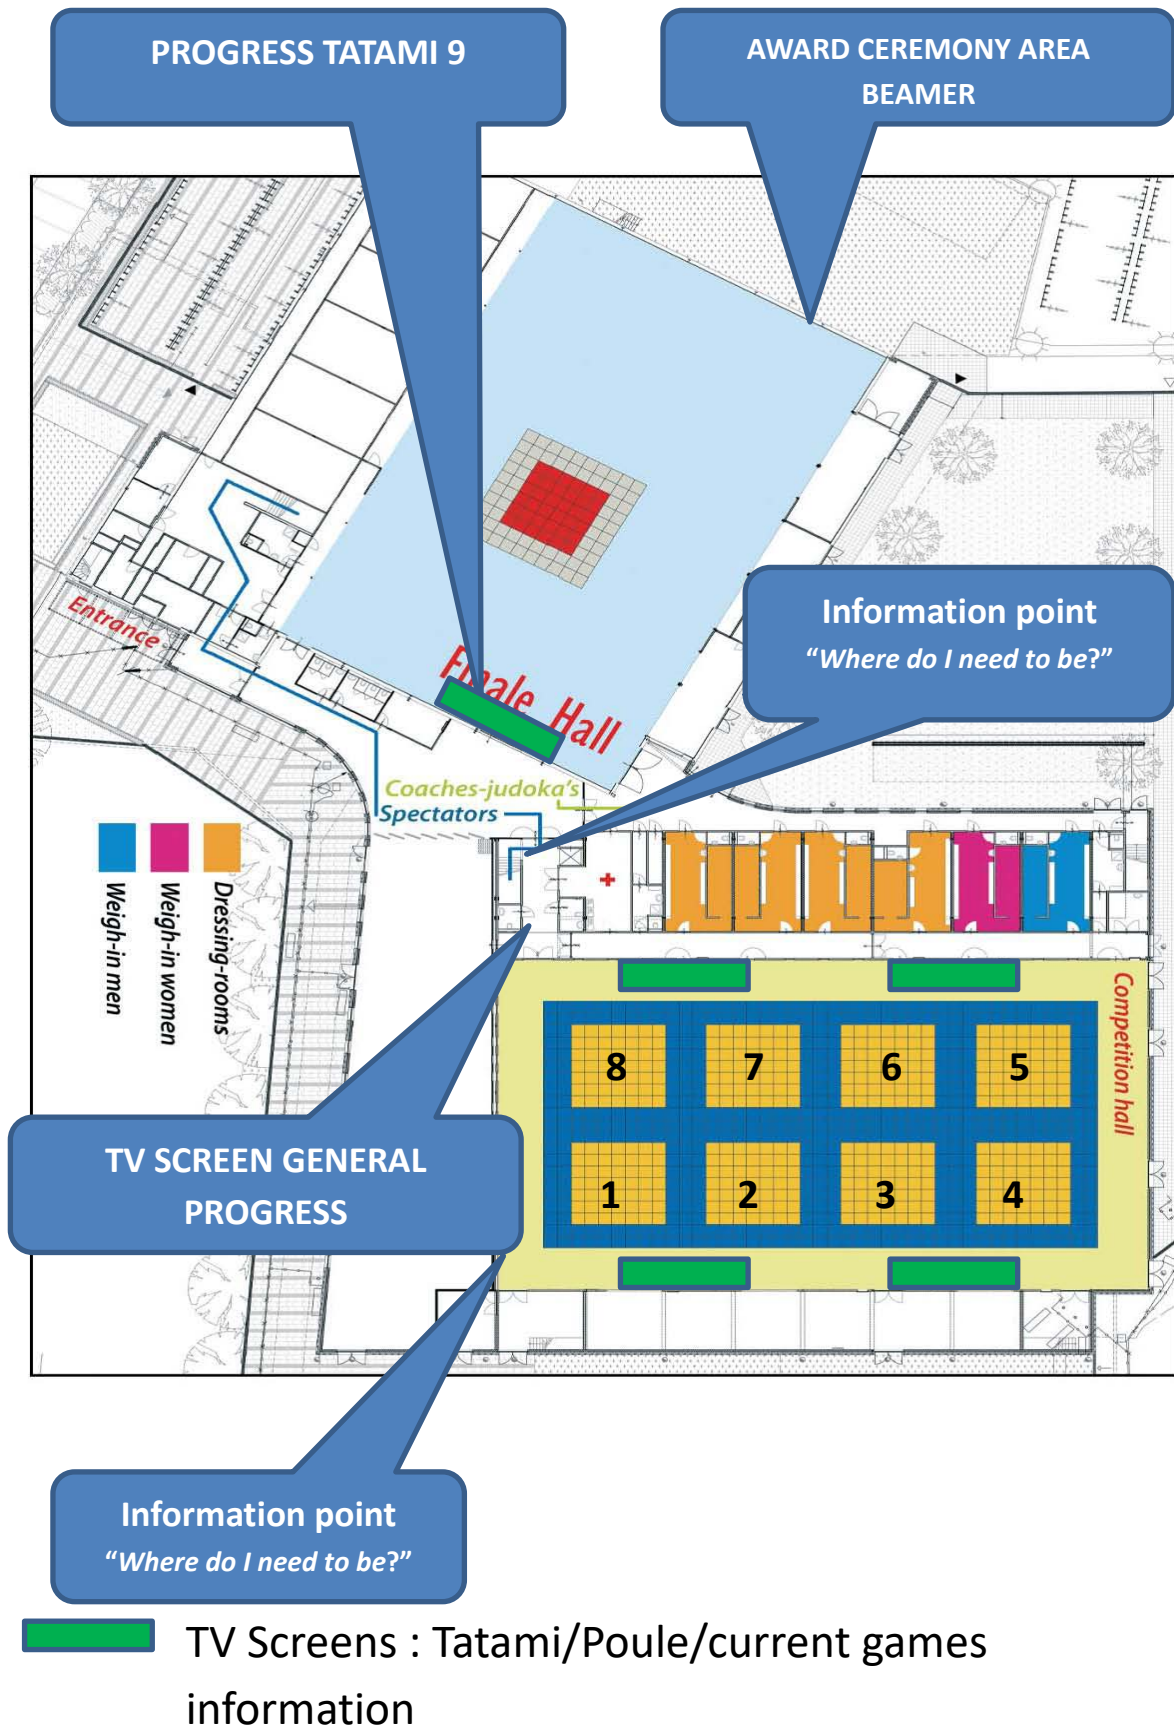 PROGRESS TATAMI 9
AWARD CEREMONY AREA
BEAMER
Entrance
Finale Hall
Information point
“Where do I need to be?”
Coaches-judoka's
Spectators
Dressing-rooms
Weigh-in women
Weigh-in men
Competition hall
8 7 6 5
1 2 3 4
TV SCREEN GENERAL
PROGRESS
Information point
“Where do I need to be?”
TV Screens : Tatami/Poule/current games
information